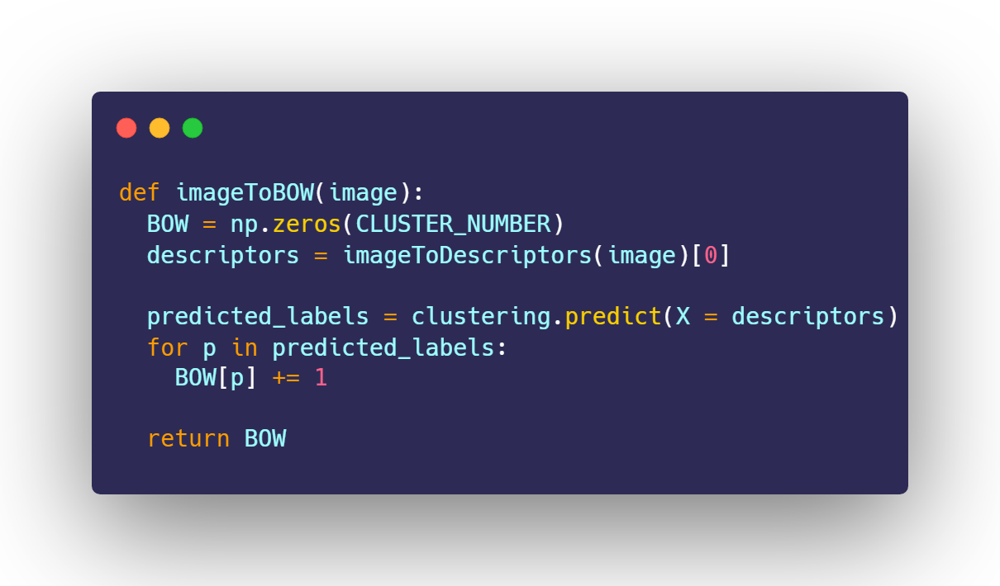 def imageToBOW(image):
  BOW = np.zeros(CLUSTER_NUMBER)
  descriptors = imageToDescriptors(image)[0]

  predicted_labels = clustering.predict(X = descriptors)
  for p in predicted_labels:
    BOW[p] += 1

  return BOW